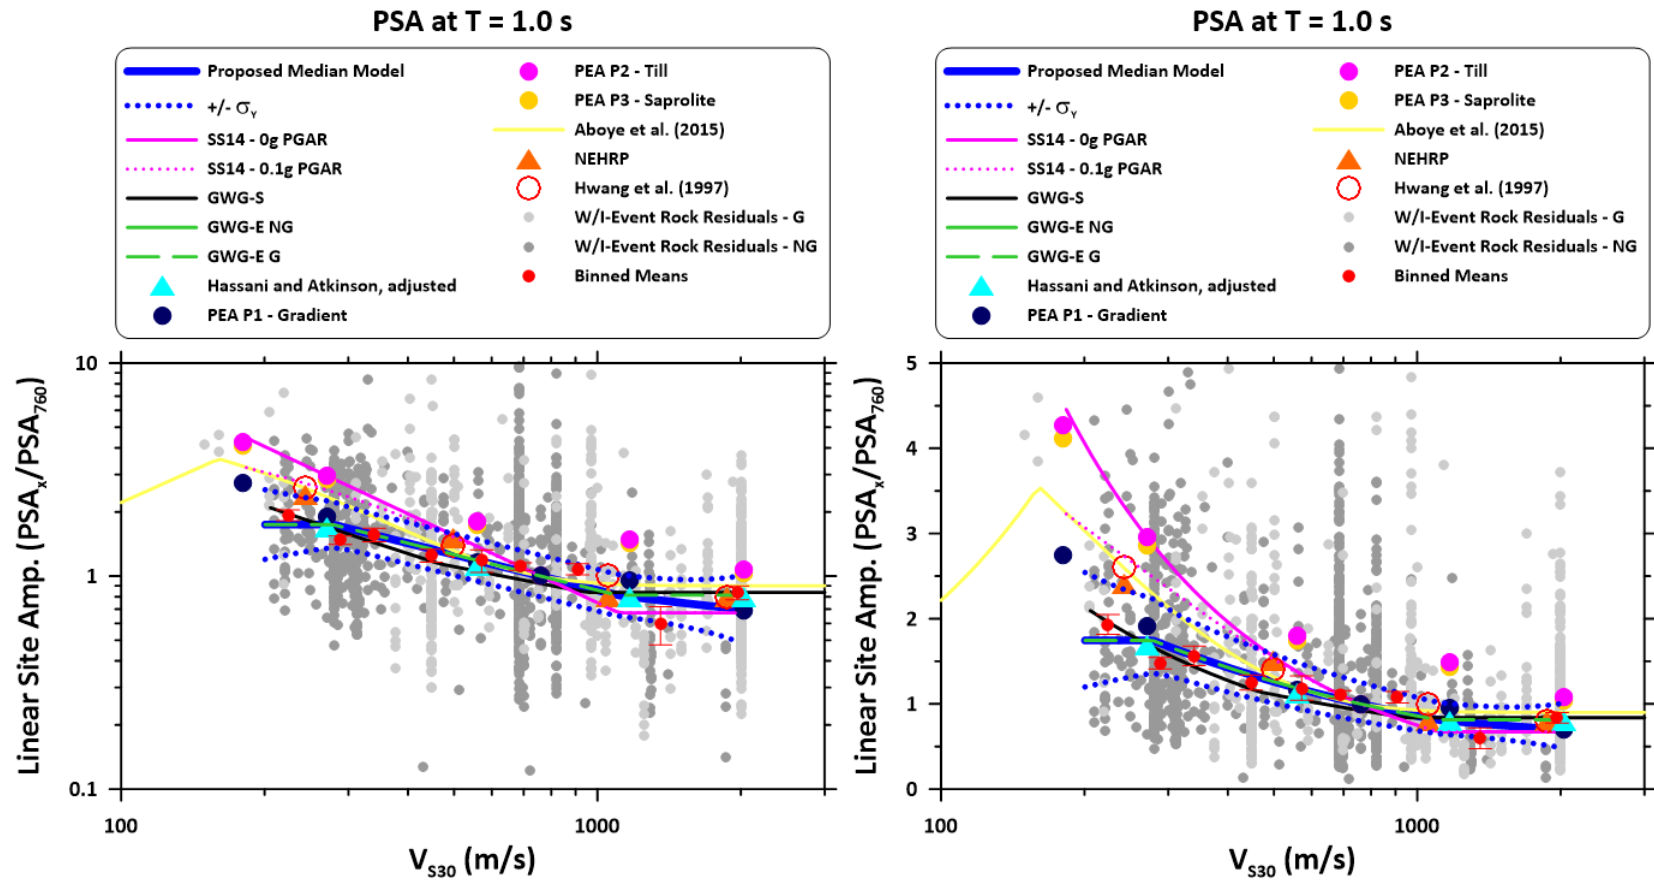 PSA at T = 1.0 s
Proposed Median Model
+/- σY
SS14 - 0g PGAR
SS14 - 0.1g PGAR
GWG-S
GWG-E NG
GWG-E G
Hassani and Atkinson, adjusted
PEA P1 - Gradient
PEA P2 - Till
PEA P3 - Saprolite
Aboye et al. (2015)
NEHRP
Hwang et al. (1997)
W/I-Event Rock Residuals - G
W/I-Event Rock Residuals - NG
Binned Means
Linear Site Amp. (PSAx/PSA760)
10
1
0.1
100
1000
VS30 (m/s)
PSA at T = 1.0 s
Proposed Median Model
+/- σY
SS14 - 0g PGAR
SS14 - 0.1g PGAR
GWG-S
GWG-E NG
GWG-E G
Hassani and Atkinson, adjusted
PEA P1 - Gradient
PEA P2 - Till
PEA P3 - Saprolite
Aboye et al. (2015)
NEHRP
Hwang et al. (1997)
W/I-Event Rock Residuals - G
W/I-Event Rock Residuals - NG
Binned Means
Linear Site Amp. (PSAx/PSA760)
5
4
3
2
1
0
100
1000
VS30 (m/s)